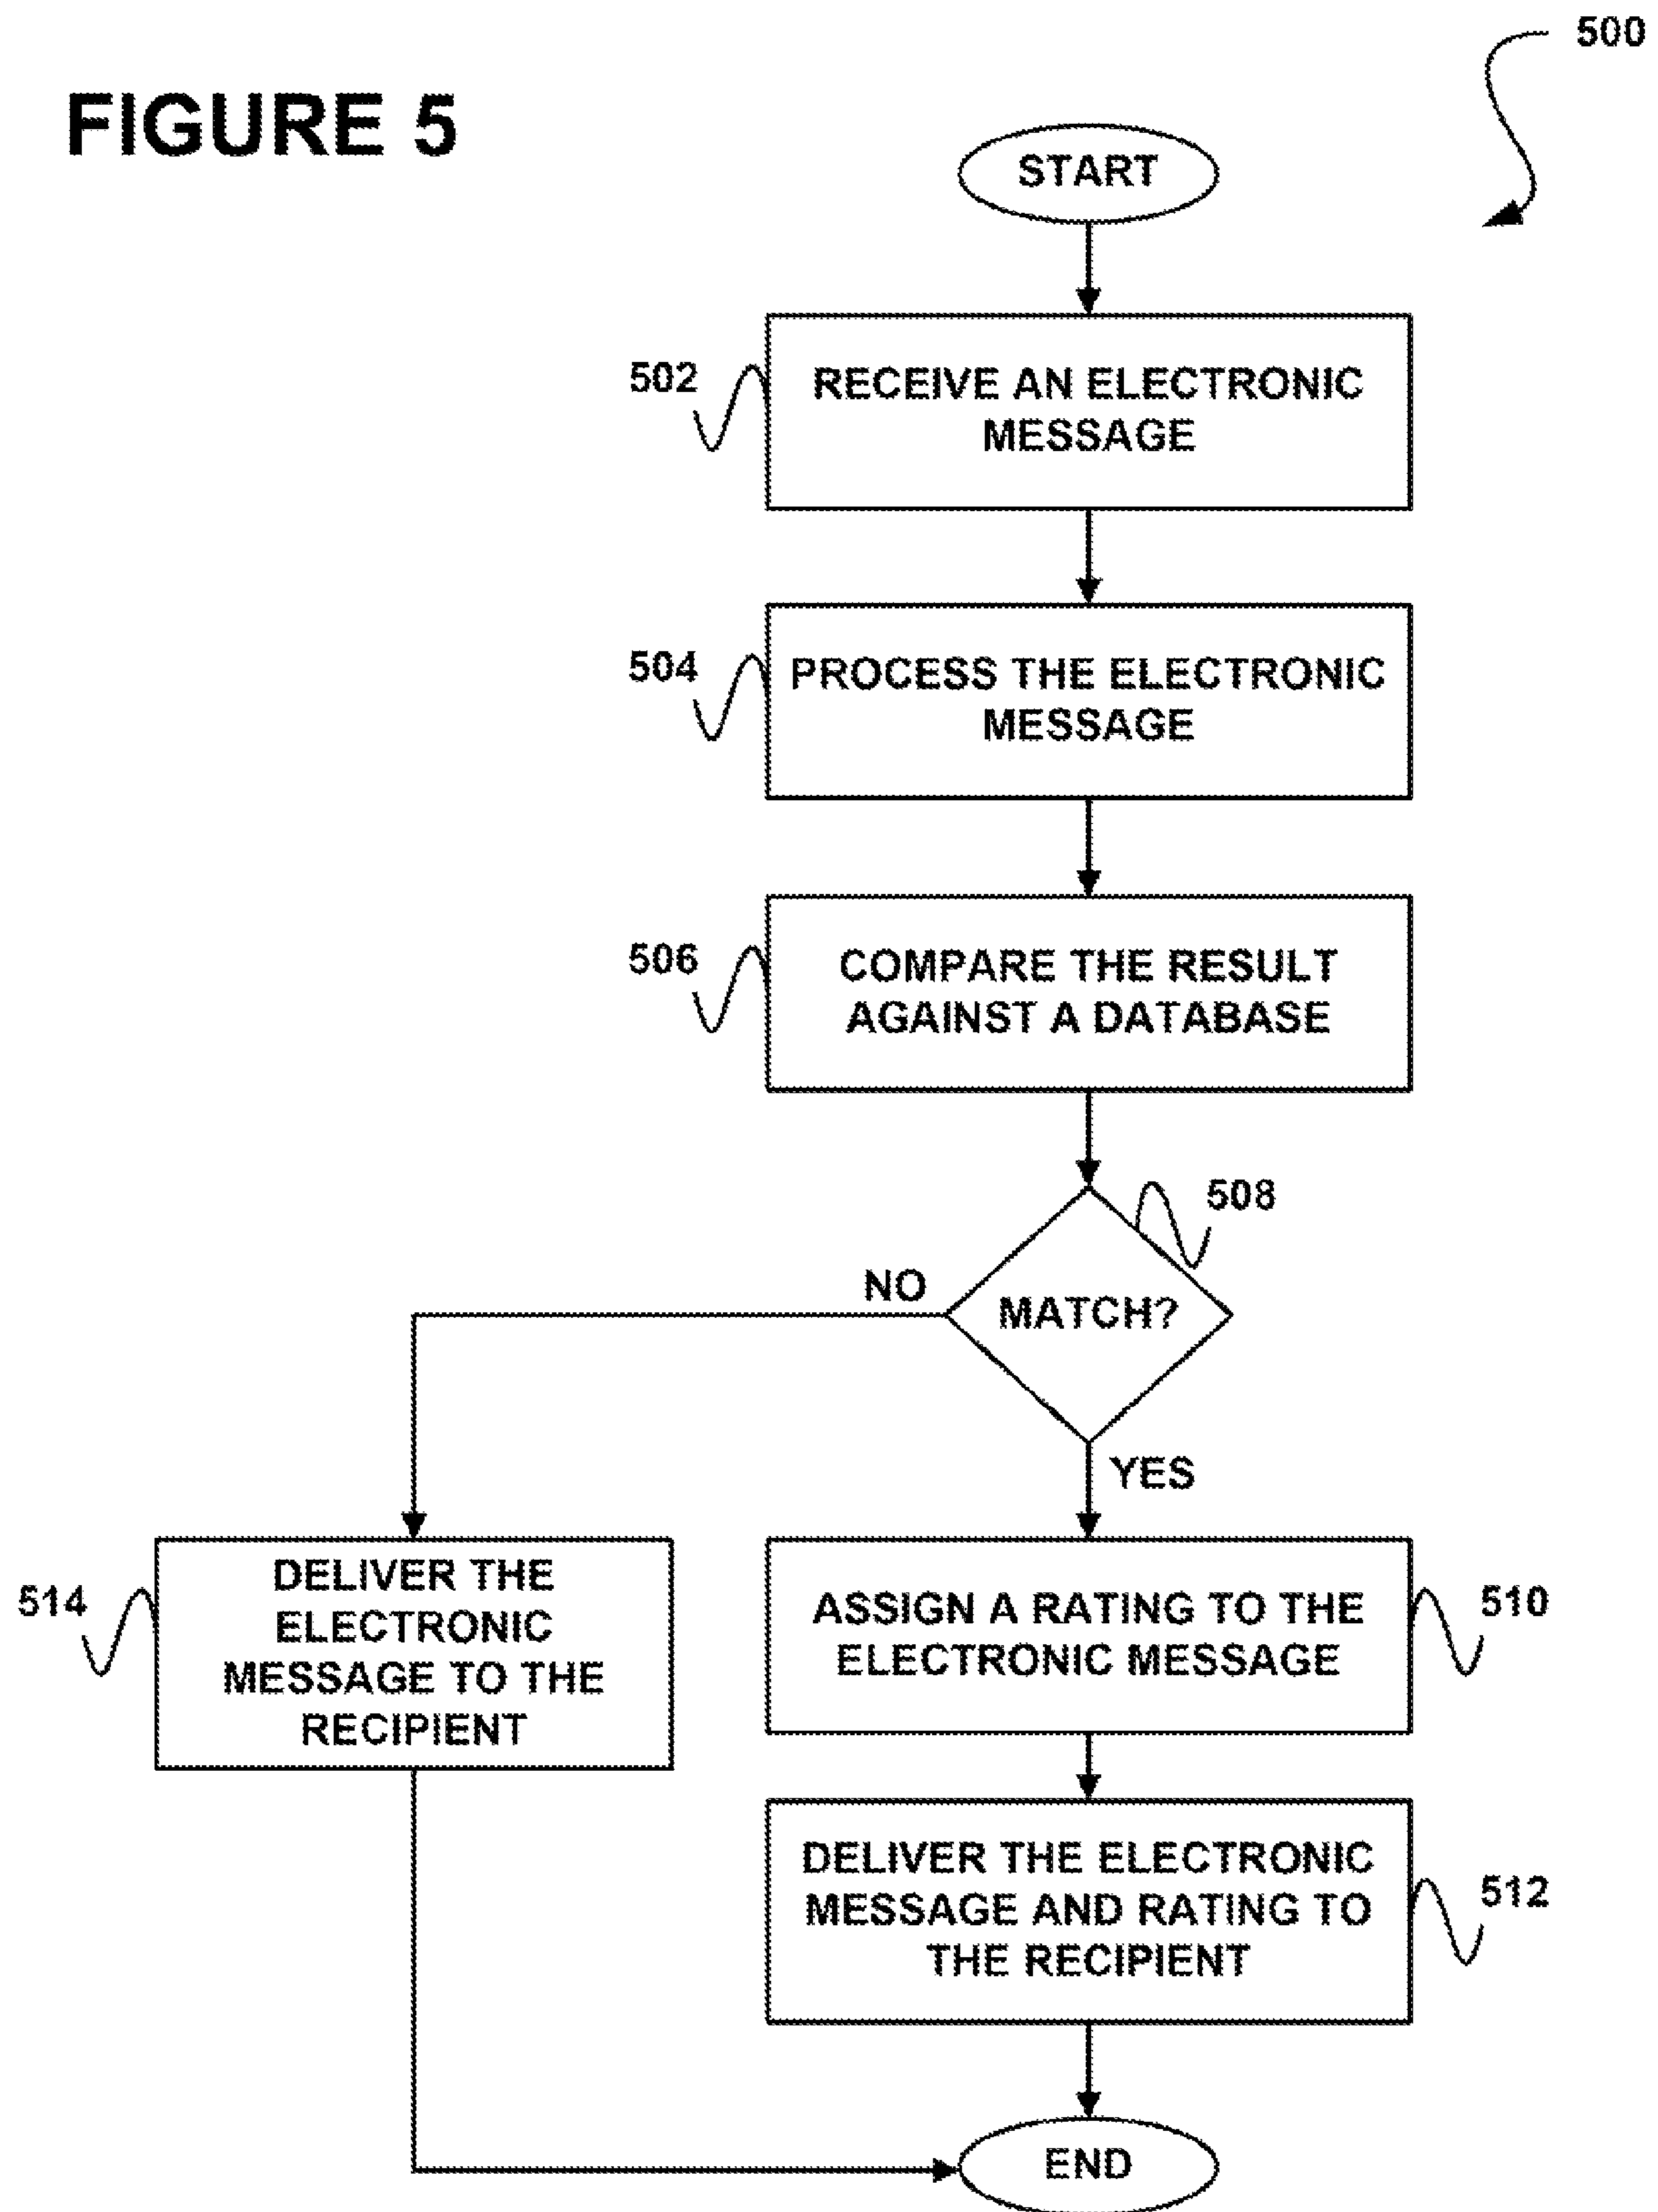 500
FIGURE 5
START
502
RECEIVE AN ELECTRONIC
MESSAGE
504
PROCESS THE ELECTRONIC
MESSAGE
506
COMPARE THE RESULT
AGAINST A DATABASE
508
NO
MATCH?
YES
514
DELIVER THE
ELECTRONIC
MESSAGE TO THE
RECIPIENT
ASSIGN A RATING TO THE
ELECTRONIC MESSAGE
510
DELIVER THE ELECTRONIC
MESSAGE AND RATING TO
THE RECIPIENT
512
END